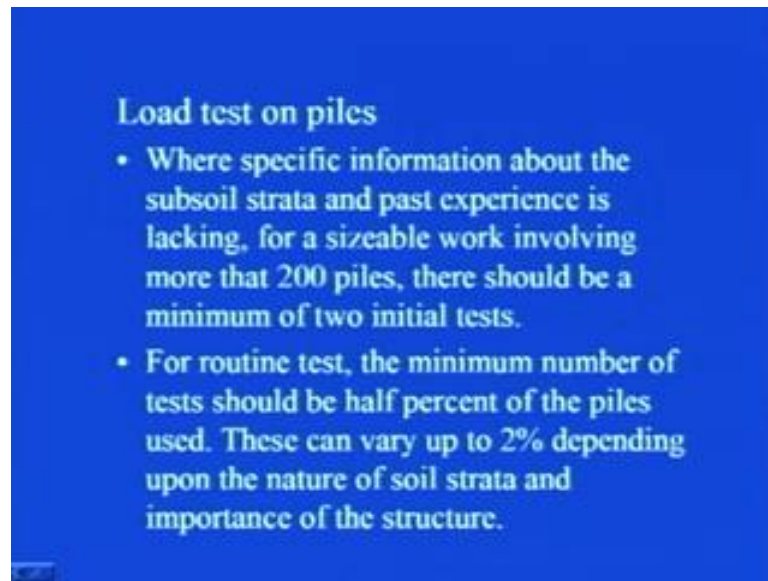 Load test on piles
• Where specific information about the
subsoil strata and past experience is
lacking, for a sizeable work involving
more that 200 piles, there should be a
minimum of two initial tests.
• For routine test, the minimum number of
tests should be half percent of the piles
used. These can vary up to 2% depending
upon the nature of soil strata and
importance of the structure.